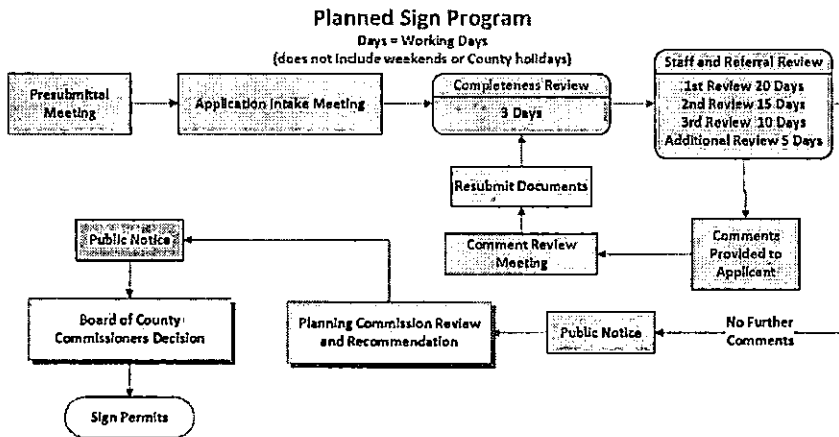 Planned Sign Program
Days = Working Days
(does not include weekends or County holidays)
Presubmittal
Meeting
Application Intake Meeting
Completeness Review
3 Days
Staff and Referral Review
1st Review 20 Days
2nd Review 15 Days
3rd Review 10 Days
Additional Review 5 Days
Resubmit Documents
Public Notice
Comment Review
Meeting
Comments
Provided to
Applicant
Board of County
Commissioners Decision
Planning Commission Review
and Recommendation
Public Notice
No Further
Comments
Sign Permits